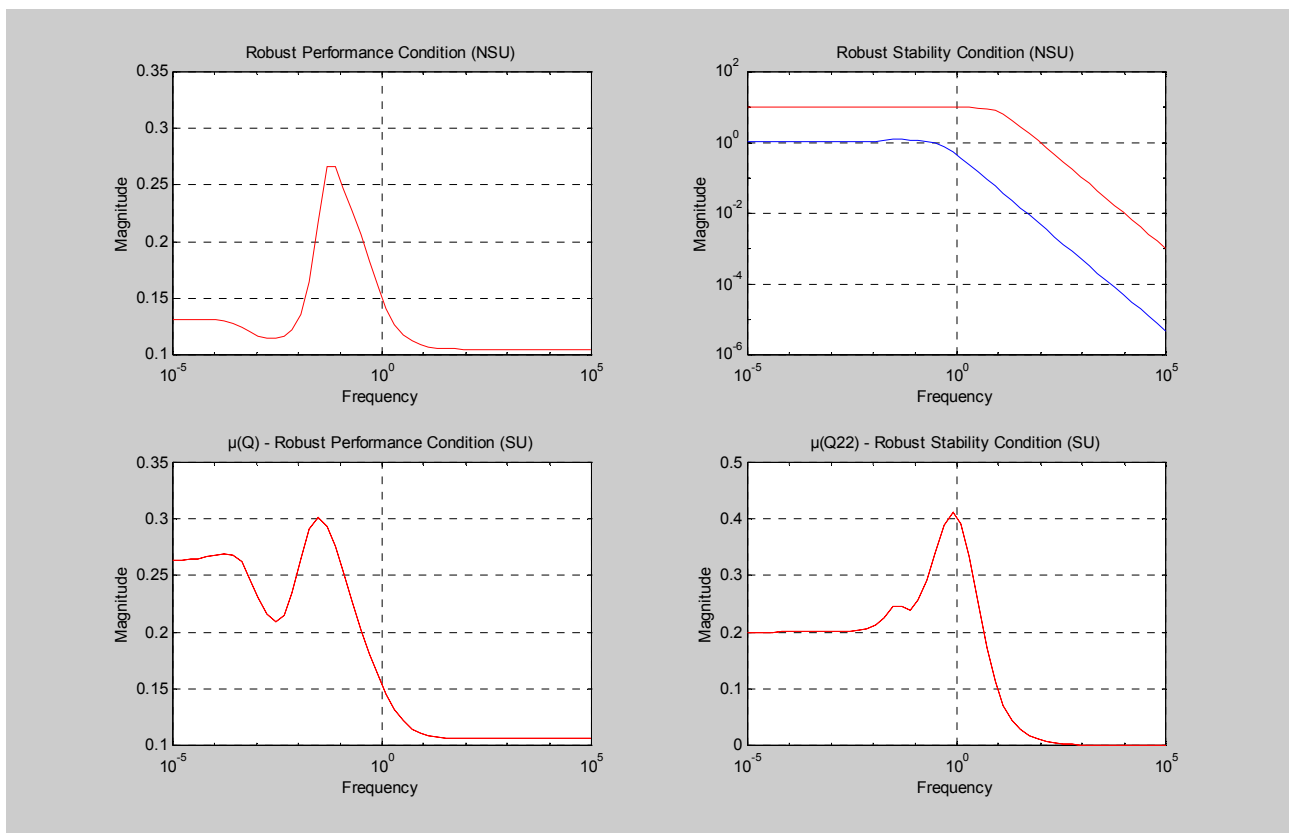 Robust Performance Condition (NSU)
0.35
0.3
0.25
0.2
0.15
0.1
Magnitude
10^-5
10^0
10^5
Frequency
Robust Stability Condition (NSU)
10^2
10^0
10^-2
10^-4
10^-6
Magnitude
10^-5
10^0
10^5
Frequency
µ(Q) - Robust Performance Condition (SU)
0.35
0.3
0.25
0.2
0.15
0.1
Magnitude
10^-5
10^0
10^5
Frequency
µ(Q22) - Robust Stability Condition (SU)
0.5
0.4
0.3
0.2
0.1
0
Magnitude
10^-5
10^0
10^5
Frequency